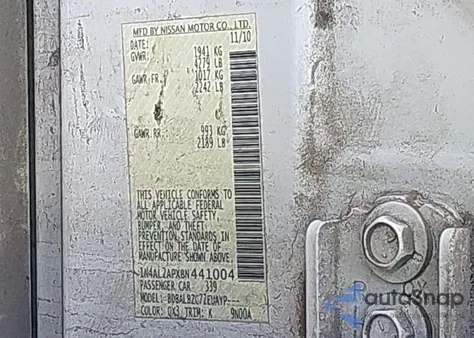 MFD BY NISSAN MOTOR CO., LTD.
DATE: 11/10
GVWR: 1941 KG
4279 LB
GAWR FR: 1017 KG
2242 LB
GAWR RR: 993 KG
2189 LB
THIS VEHICLE CONFORMS TO
ALL APPLICABLE FEDERAL
MOTOR VEHICLE SAFETY,
BUMPER, AND THEFT
PREVENTION STANDARDS IN
EFFECT ON THE DATE OF
MANUFACTURE SHOWN ABOVE.
1N4AL2APXBN441004
PASSENGER CAR 339
MODEL: BDBALBZC72EUAYP----
COLOR: QX3 TRIM: K 9N00A
autosnap